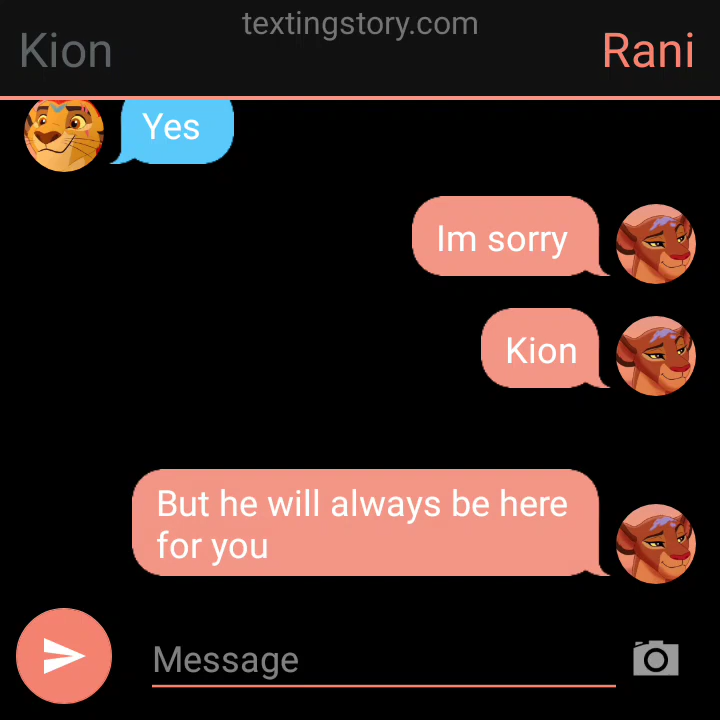 textingstory.com
Kion
Rani
Yes
Im sorry
Kion
But he will always be here
for you
Message